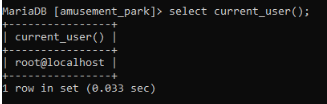 MariaDB [amusement_park]> select current_user();
+----------------+
| current_user() |
+----------------+
| root@localhost |
+----------------+
1 row in set (0.033 sec)